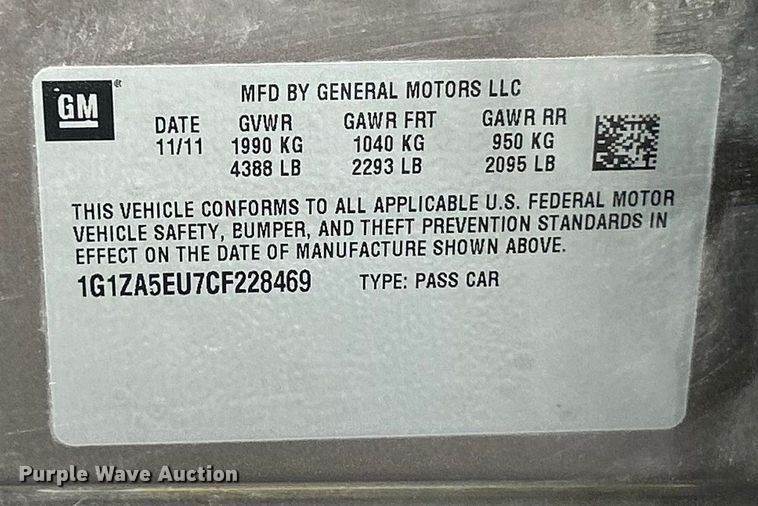 GM ®
MFD BY GENERAL MOTORS LLC
DATE GVWR GAWR FRT GAWR RR
11/11 1990 KG 1040 KG 950 KG
4388 LB 2293 LB 2095 LB
THIS VEHICLE CONFORMS TO ALL APPLICABLE U.S. FEDERAL MOTOR
VEHICLE SAFETY, BUMPER, AND THEFT PREVENTION STANDARDS IN
EFFECT ON THE DATE OF MANUFACTURE SHOWN ABOVE.
1G1ZA5EU7CF228469 TYPE: PASS CAR
Purple Wave Auction